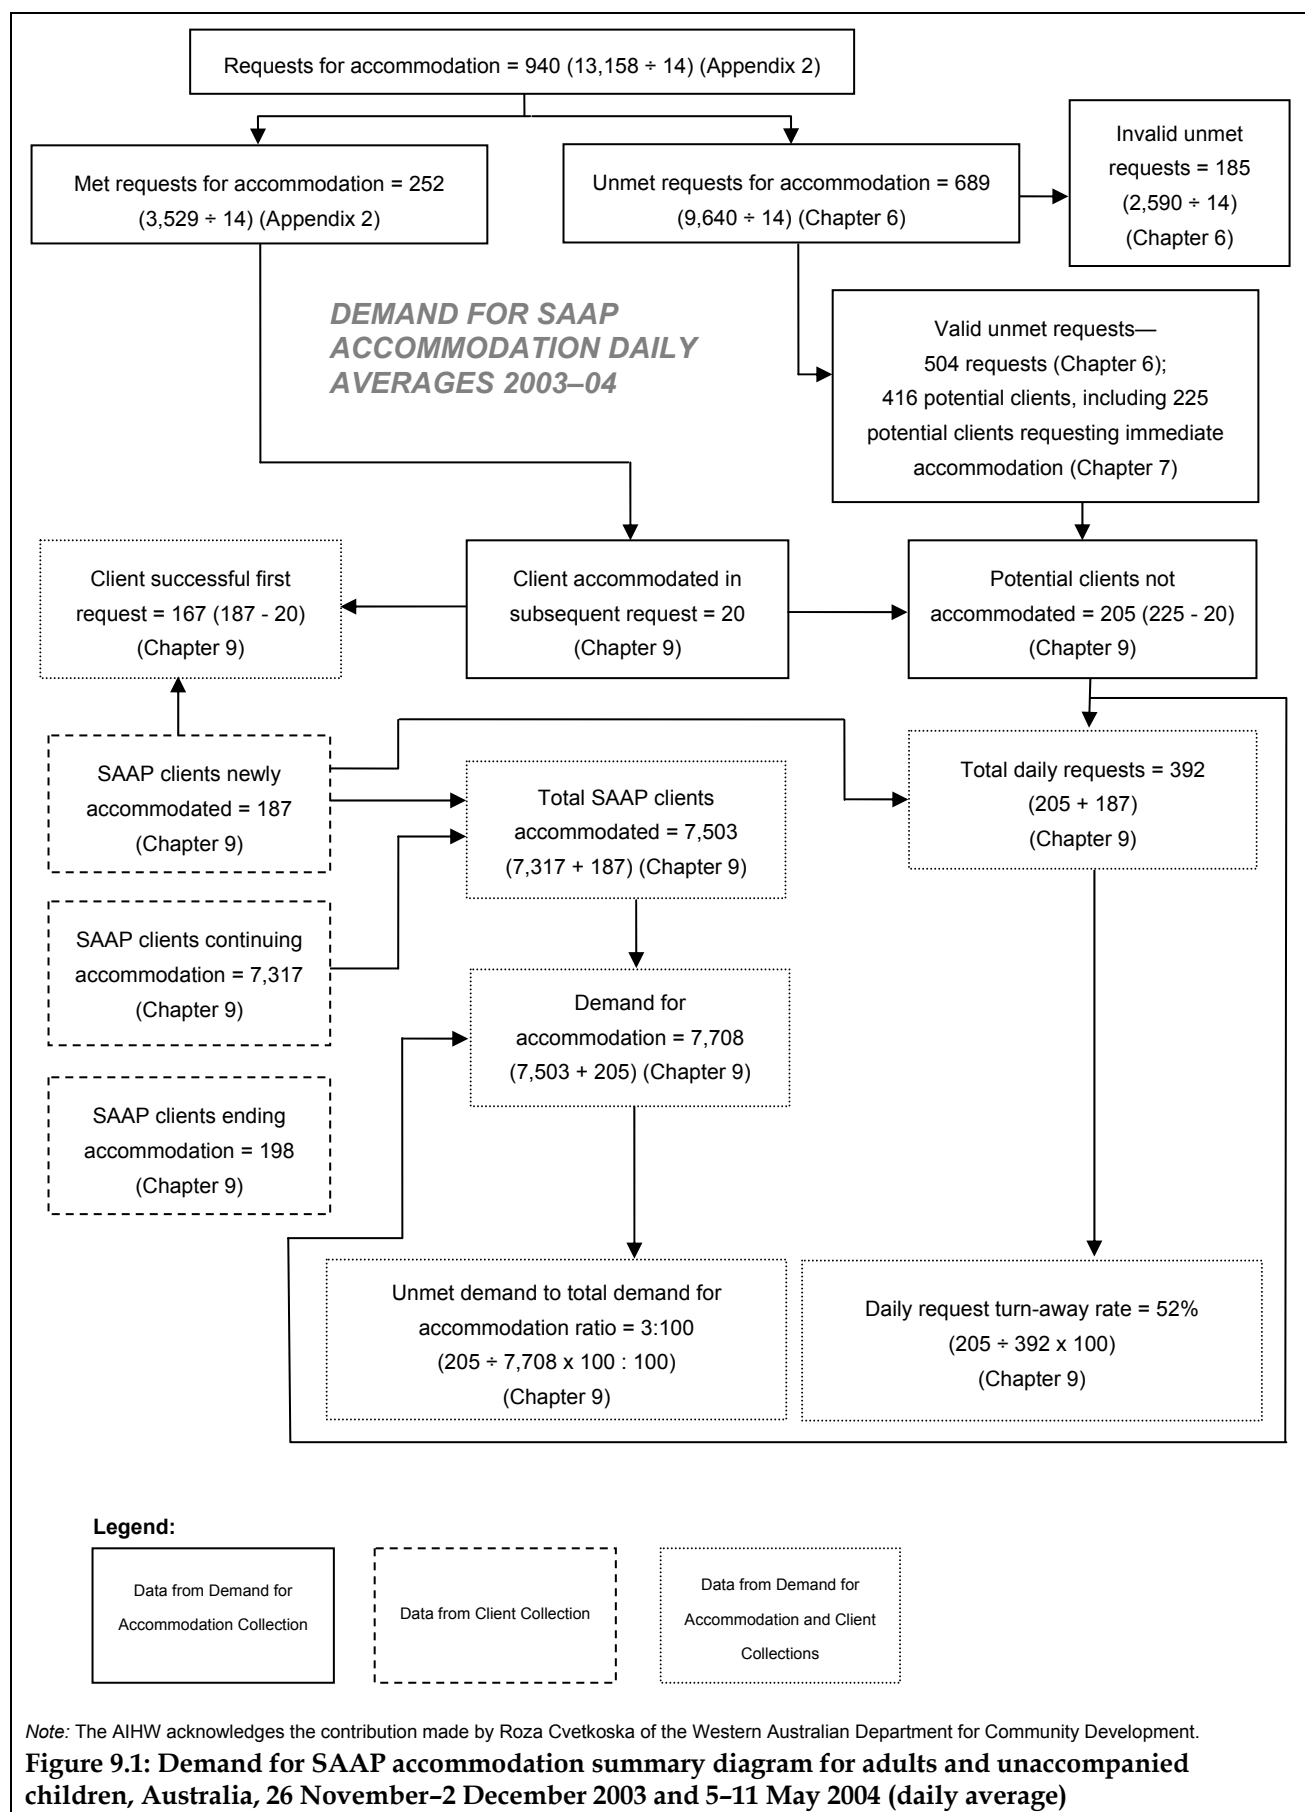 Requests for accommodation = 940 (13,158 ÷ 14) (Appendix 2)
Met requests for accommodation = 252
(3,529 ÷ 14) (Appendix 2)
Unmet requests for accommodation = 689
(9,640 ÷ 14) (Chapter 6)
Invalid unmet
requests = 185
(2,590 ÷ 14)
(Chapter 6)
DEMAND FOR SAAP
ACCOMMODATION DAILY
AVERAGES 2003–04
Valid unmet requests—
504 requests (Chapter 6);
416 potential clients, including 225
potential clients requesting immediate
accommodation (Chapter 7)
Client successful first
request = 167 (187 - 20)
(Chapter 9)
Client accommodated in
subsequent request = 20
(Chapter 9)
Potential clients not
accommodated = 205 (225 - 20)
(Chapter 9)
SAAP clients newly
accommodated = 187
(Chapter 9)
Total SAAP clients
accommodated = 7,503
(7,317 + 187) (Chapter 9)
Total daily requests = 392
(205 + 187)
(Chapter 9)
SAAP clients continuing
accommodation = 7,317
(Chapter 9)
Demand for
accommodation = 7,708
(7,503 + 205) (Chapter 9)
SAAP clients ending
accommodation = 198
(Chapter 9)
Unmet demand to total demand for
accommodation ratio = 3:100
(205 ÷ 7,708 x 100 : 100)
(Chapter 9)
Daily request turn-away rate = 52%
(205 ÷ 392 x 100)
(Chapter 9)
Legend:
Data from Demand for
Accommodation Collection
Data from Client Collection
Data from Demand for
Accommodation and Client
Collections
Note: The AIHW acknowledges the contribution made by Roza Cvetkoska of the Western Australian Department for Community Development.
Figure 9.1: Demand for SAAP accommodation summary diagram for adults and unaccompanied
children, Australia, 26 November–2 December 2003 and 5–11 May 2004 (daily average)